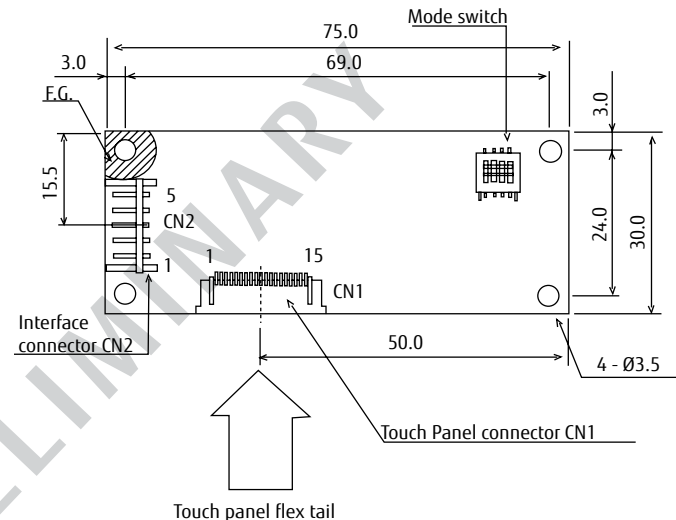 Mode switch
75.0
3.0
69.0
F.G.
3.0
15.5
5
CN2
1
24.0
30.0
1
15
CN1
Interface
connector CN2
50.0
4 - Ø3.5
Touch Panel connector CN1
Touch panel flex tail
ELIMINARY